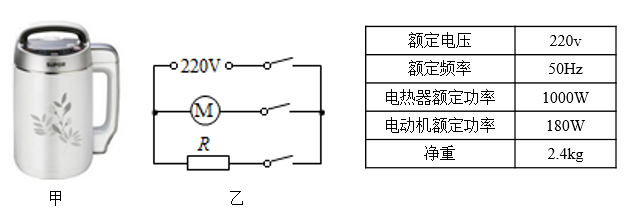 SUPOR
220V
M
R
甲
乙
额定电压 220v
额定频率 50Hz
电热器额定功率 1000W
电动机额定功率 180W
净重 2.4kg